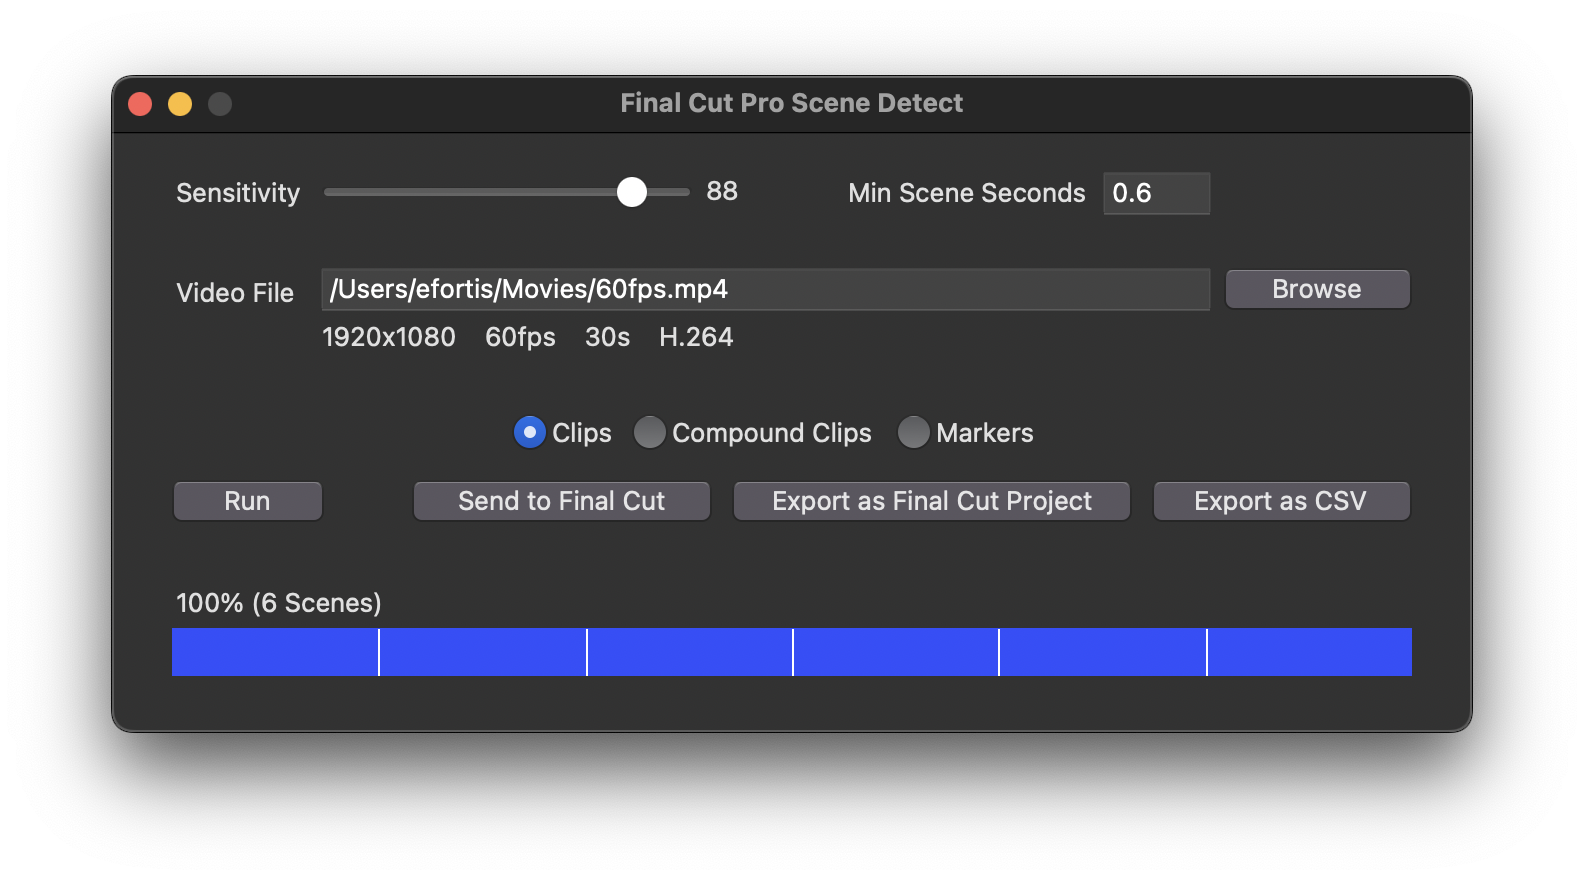 Final Cut Pro Scene Detect
Sensitivity 88 Min Scene Seconds 0.6
Video File /Users/efortis/Movies/60fps.mp4 Browse
1920x1080 60fps 30s H.264
Clips Compound Clips Markers
Run Send to Final Cut Export as Final Cut Project Export as CSV
100% (6 Scenes)